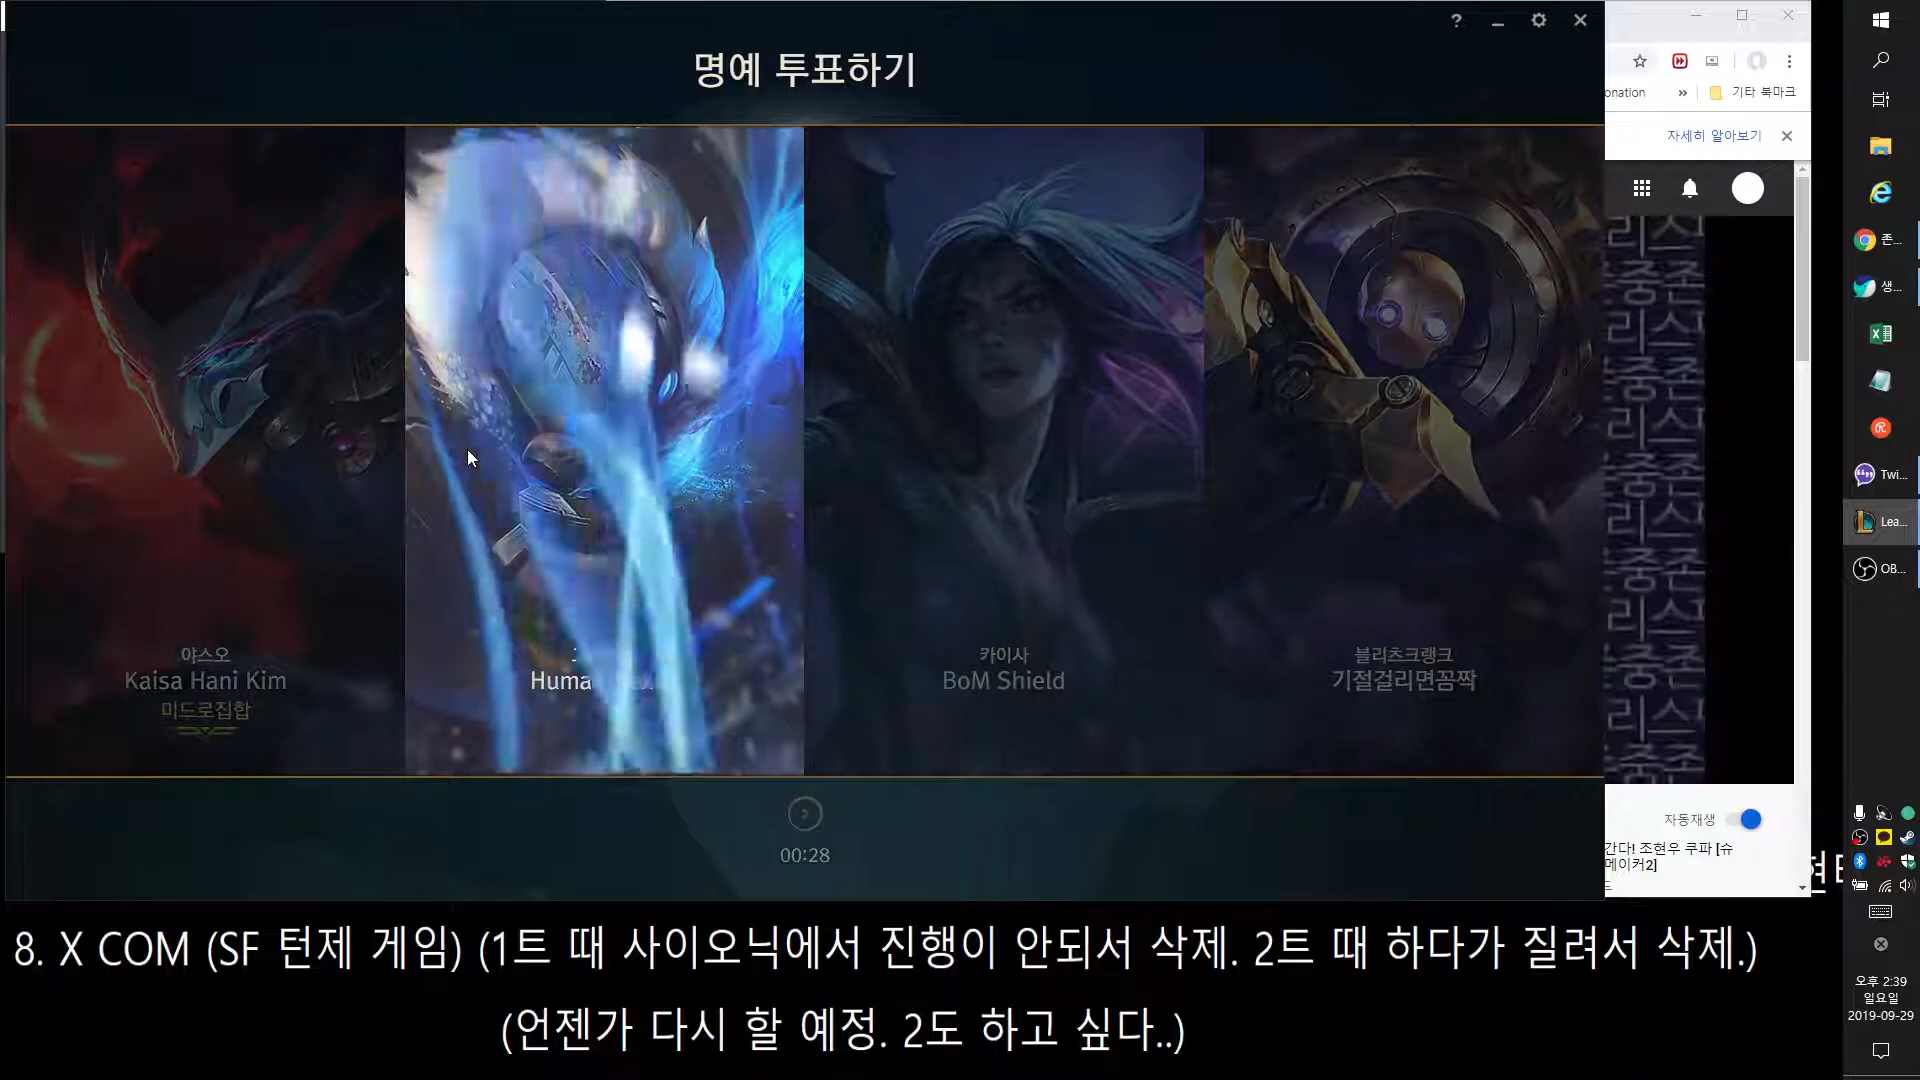 명예 투표하기
onation
기타 북마크
자세히 알아보기
야스오
Kaisa Hani Kim
미드로집합
카이사
BoM Shield
블리츠크랭크
기절걸리면꼼짝
00:28
자동재생
간다! 조현우 쿠파 [슈
메이커2]
8. X COM (SF 턴제 게임) (1트 때 사이오닉에서 진행이 안되서 삭제. 2트 때 하다가 질려서 삭제.)
(언젠가 다시 할 예정. 2도 하고 싶다..)
존...
생...
Twi...
Lea...
OB...
오후 2:39
일요일
2019-09-29